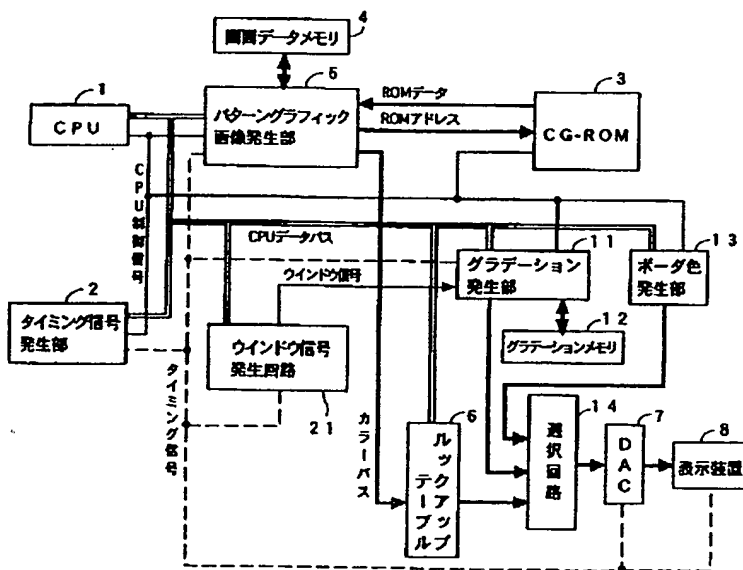 4
画面データメモリ
1
CPU
5
パターングラフィック
画像発生部
ROMデータ
ROMアドレス
3
CG-ROM
CPU制御信号
CPUデータバス
2
タイミング信号
発生部
ウインドウ信号
ウインドウ信号
発生回路
21
11
グラデーション
発生部
12
グラデーションメモリ
13
ボーダ色
発生部
タイミング信号
カラーバス
6
ルックアップ
テーブル
14
選択回路
7
DAC
8
表示装置